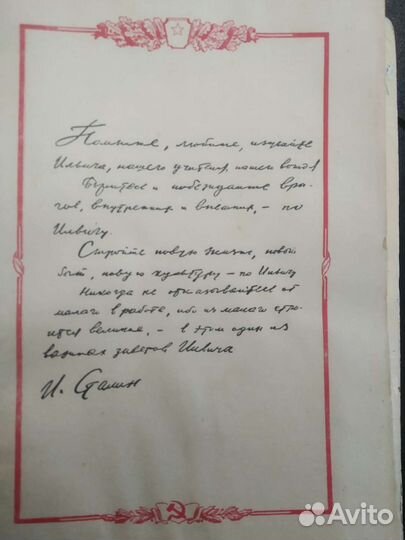 Помните, любите, изучайте
Ильича, нашего учителя, нашего вождя
Боритесь и побеждайте вра-
гов, внутренних и внешних, – по
Ильичу.
Стройте новую жизнь, новый
быт, новую культуру – по Ильичу
Никогда не отказывайтесь от
малого в работе, ибо из малого стро-
ится великое, – в этом один из
важных заветов Ильича
И. Сталин
Avito